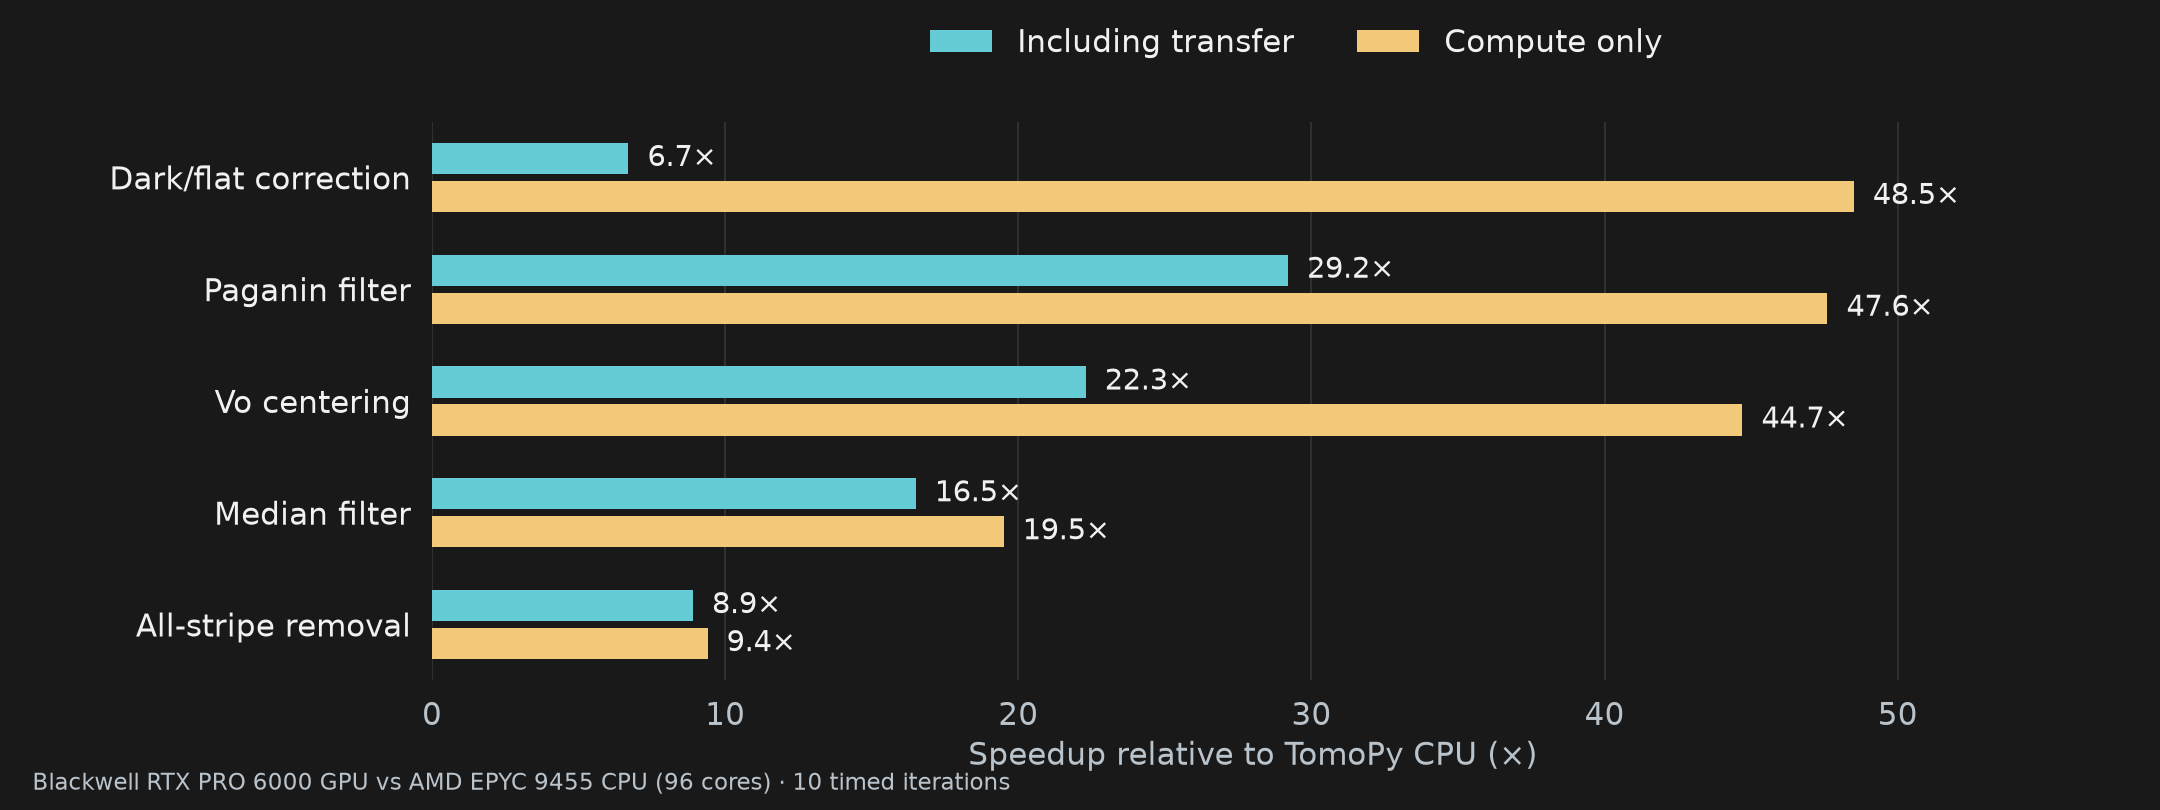 Including transfer
Compute only
Dark/flat correction
6.7×
48.5×
Paganin filter
29.2×
47.6×
Vo centering
22.3×
44.7×
Median filter
16.5×
19.5×
All-stripe removal
8.9×
9.4×
0 10 20 30 40 50
Speedup relative to TomoPy CPU (×)
Blackwell RTX PRO 6000 GPU vs AMD EPYC 9455 CPU (96 cores) · 10 timed iterations